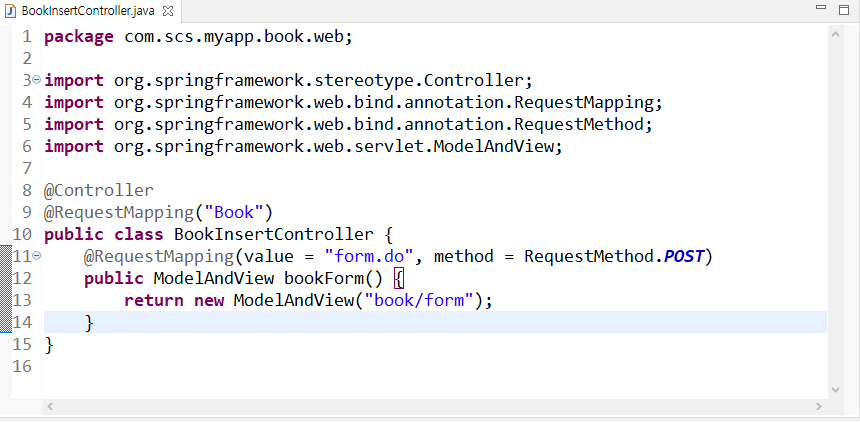 BookInsertController.java
1 package com.scs.myapp.book.web;
2
3 import org.springframework.stereotype.Controller;
4 import org.springframework.web.bind.annotation.RequestMapping;
5 import org.springframework.web.bind.annotation.RequestMethod;
6 import org.springframework.web.servlet.ModelAndView;
7
8 @Controller
9 @RequestMapping("Book")
10 public class BookInsertController {
11     @RequestMapping(value = "form.do", method = RequestMethod.POST)
12     public ModelAndView bookForm() {
13         return new ModelAndView("book/form");
14     }
15 }
16